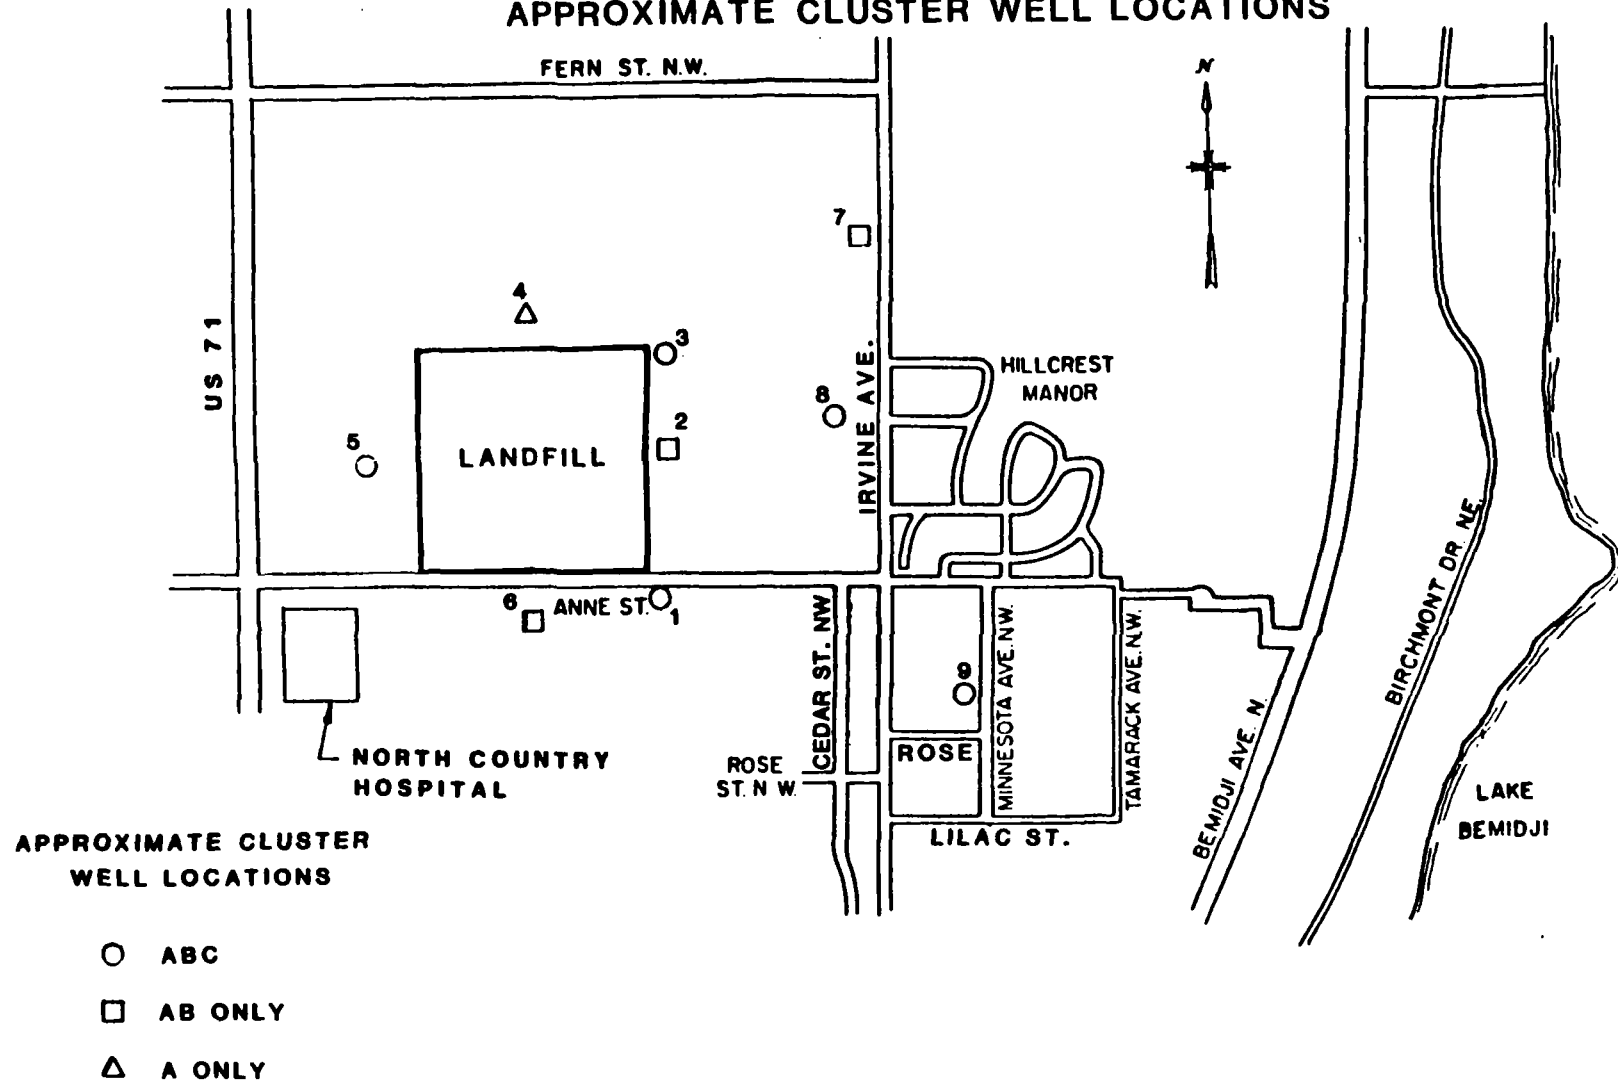 APPROXIMATE CLUSTER WELL LOCATIONS
FERN ST. N.W.
N
7
4
US 71
3
IRVINE AVE.
HILLCREST
MANOR
8
2
5
LANDFILL
BIRCHMONT DR. NE.
6
ANNE ST.
1
CEDAR ST. NW
MINNESOTA AVE. N.W.
TAMARACK AVE. N.W.
9
BEMIDJI AVE. N.
ROSE
NORTH COUNTRY
HOSPITAL
ROSE
ST. N W.
LAKE
BEMIDJI
LILAC ST.
APPROXIMATE CLUSTER
WELL LOCATIONS
ABC
AB ONLY
A ONLY